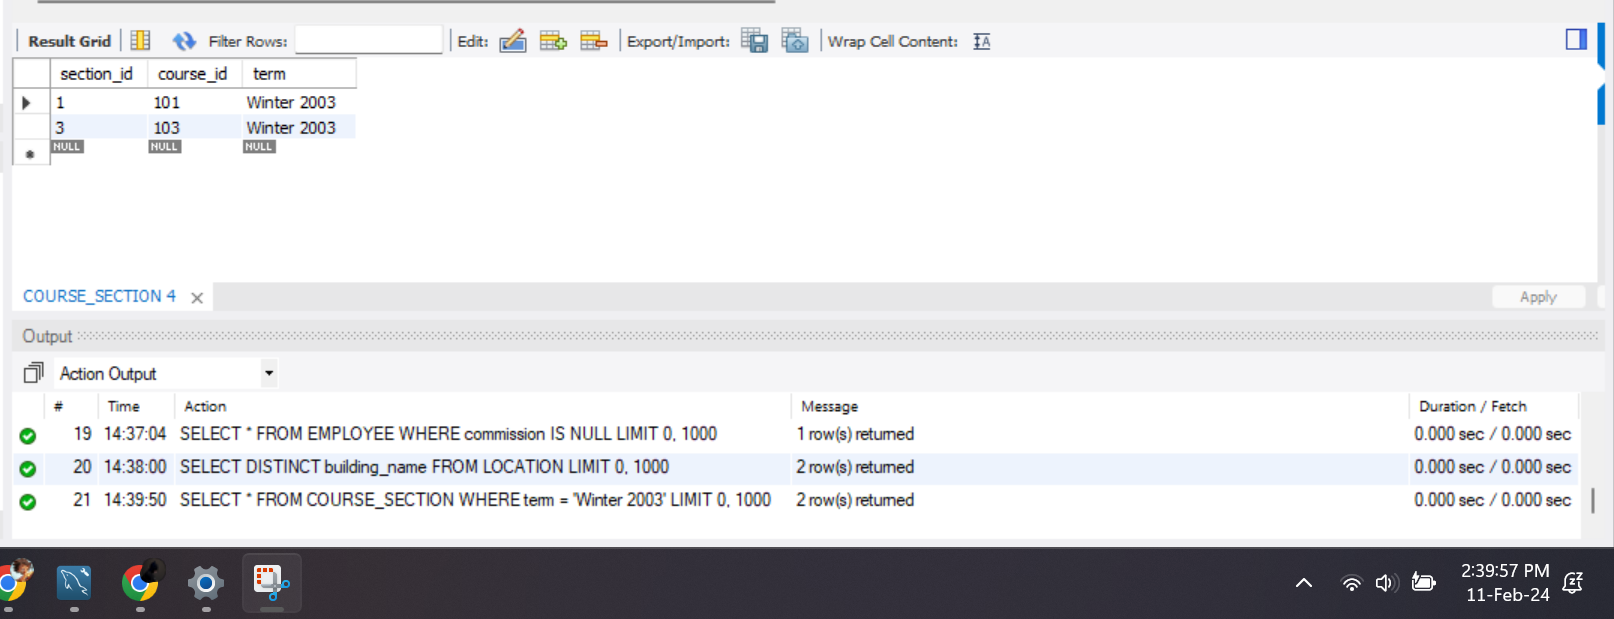 Result Grid Filter Rows: Edit: Export/Import: Wrap Cell Content: IA
section_id course_id term
1 101 Winter 2003
3 103 Winter 2003
NULL NULL NULL
COURSE_SECTION 4 Apply
Output
Action Output
# Time Action Message Duration / Fetch
19 14:37:04 SELECT * FROM EMPLOYEE WHERE commission IS NULL LIMIT 0, 1000 1 row(s) returned 0.000 sec / 0.000 sec
20 14:38:00 SELECT DISTINCT building_name FROM LOCATION LIMIT 0, 1000 2 row(s) returned 0.000 sec / 0.000 sec
21 14:39:50 SELECT * FROM COURSE_SECTION WHERE term = 'Winter 2003' LIMIT 0, 1000 2 row(s) returned 0.000 sec / 0.000 sec
2:39:57 PM
11-Feb-24